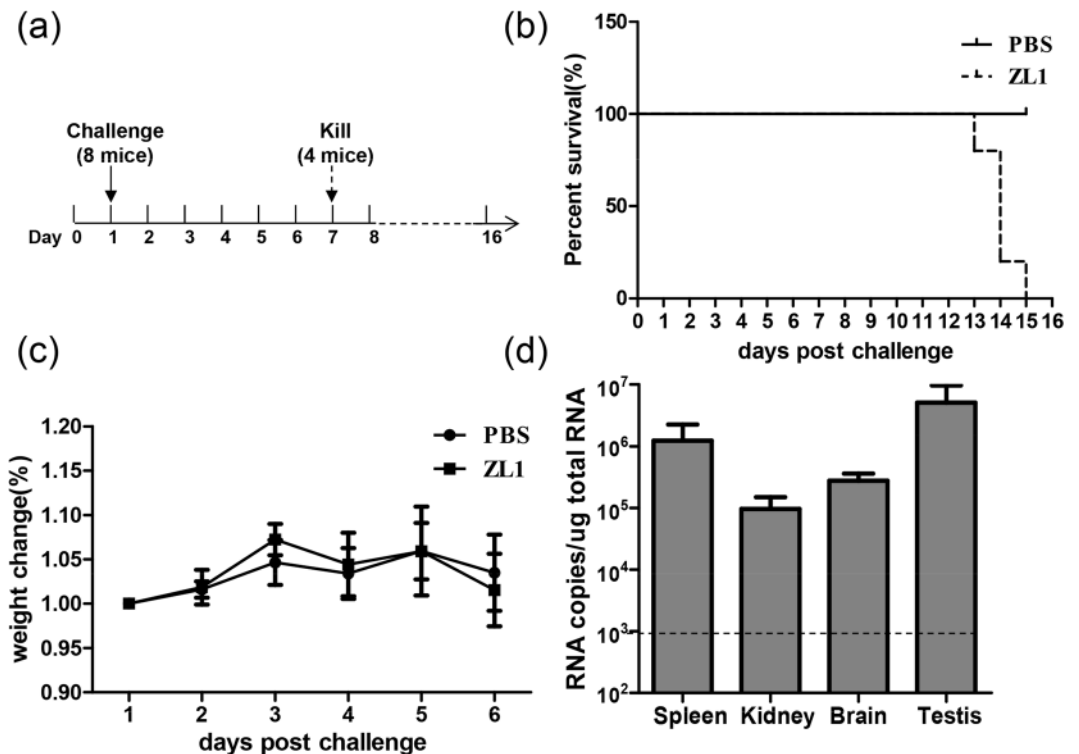 (a)
Challenge
(8 mice)
Kill
(4 mice)
Day 0 1 2 3 4 5 6 7 8 16
(b)
PBS
ZL1
Percent survival(%)
150
100
50
0
0 1 2 3 4 5 6 7 8 9 10 11 12 13 14 15 16
days post challenge
(c)
PBS
ZL1
weight change(%)
1.20
1.15
1.10
1.05
1.00
0.95
0.90
1 2 3 4 5 6
days post challenge
(d)
RNA copies/ug total RNA
10⁷
10⁶
10⁵
10⁴
10³
10²
Spleen Kidney Brain Testis